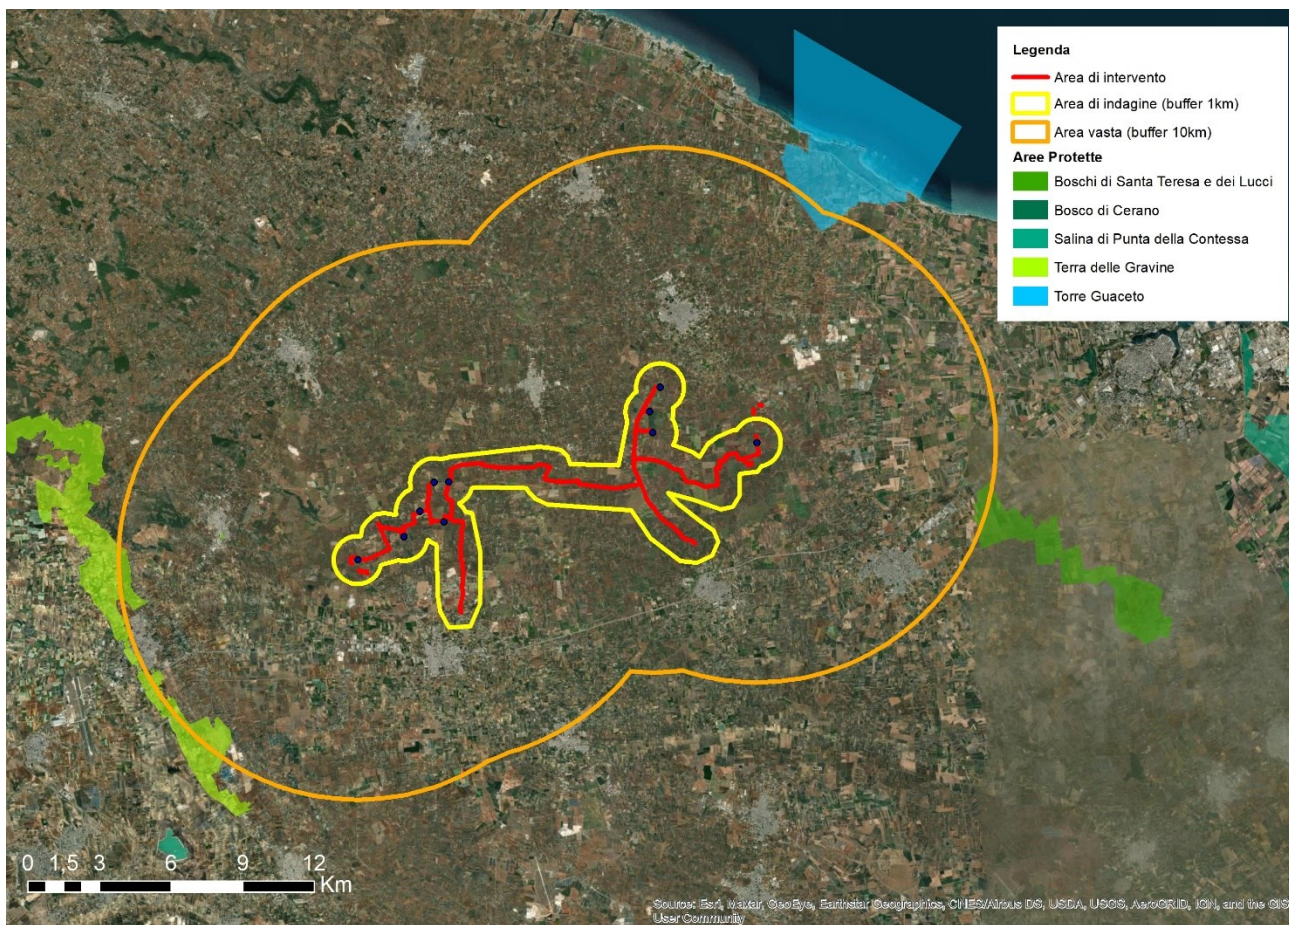 Legenda
Area di intervento
Area di indagine (buffer 1km)
Area vasta (buffer 10km)
Aree Protette
Boschi di Santa Teresa e dei Lucci
Bosco di Cerano
Salina di Punta della Contessa
Terra delle Gravine
Torre Guaceto
0 1,5 3 6 9 12
Km
Source: Esri, Maxar, GeoEye, Earthstar Geographics, CNES/Airbus DS, USDA, USGS, AeroGRID, IGN, and the GIS
User Community